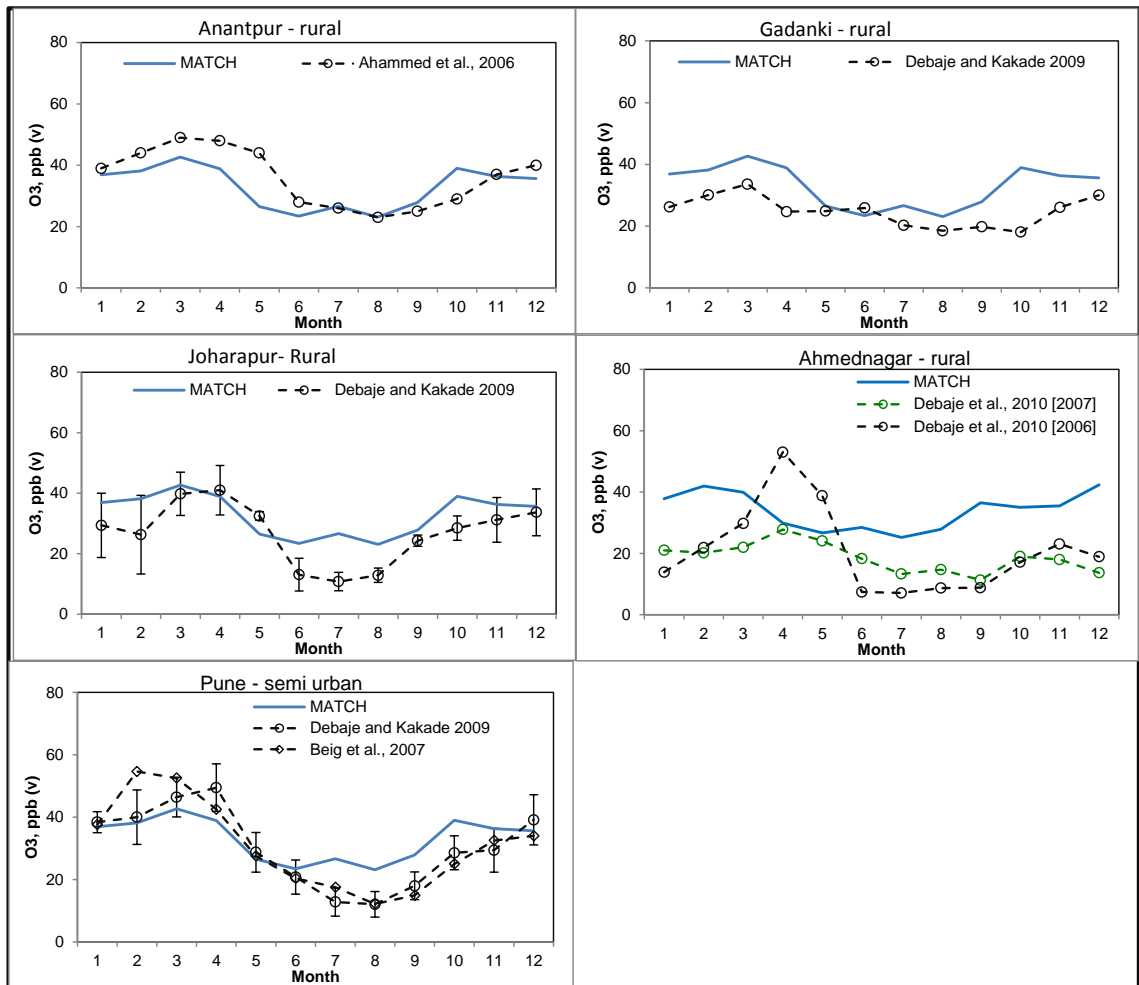 Anantpur - rural
MATCH Ahammed et al., 2006
80
60
40
20
0
O3, ppb (v)
1 2 3 4 5 6 7 8 9 10 11 12
Month
Gadanki - rural
MATCH Debaje and Kakade 2009
80
60
40
20
0
O3, ppb (v)
1 2 3 4 5 6 7 8 9 10 11 12
Month
Joharapur- Rural
MATCH Debaje and Kakade 2009
80
60
40
20
0
O3, ppb (v)
1 2 3 4 5 6 7 8 9 10 11 12
Month
Ahmednagar - rural
MATCH
Debaje et al., 2010 [2007]
Debaje et al., 2010 [2006]
80
60
40
20
0
O3, ppb (v)
1 2 3 4 5 6 7 8 9 10 11 12
Month
Pune - semi urban
MATCH
Debaje and Kakade 2009
Beig et al., 2007
80
60
40
20
0
O3, ppb (v)
1 2 3 4 5 6 7 8 9 10 11 12
Month